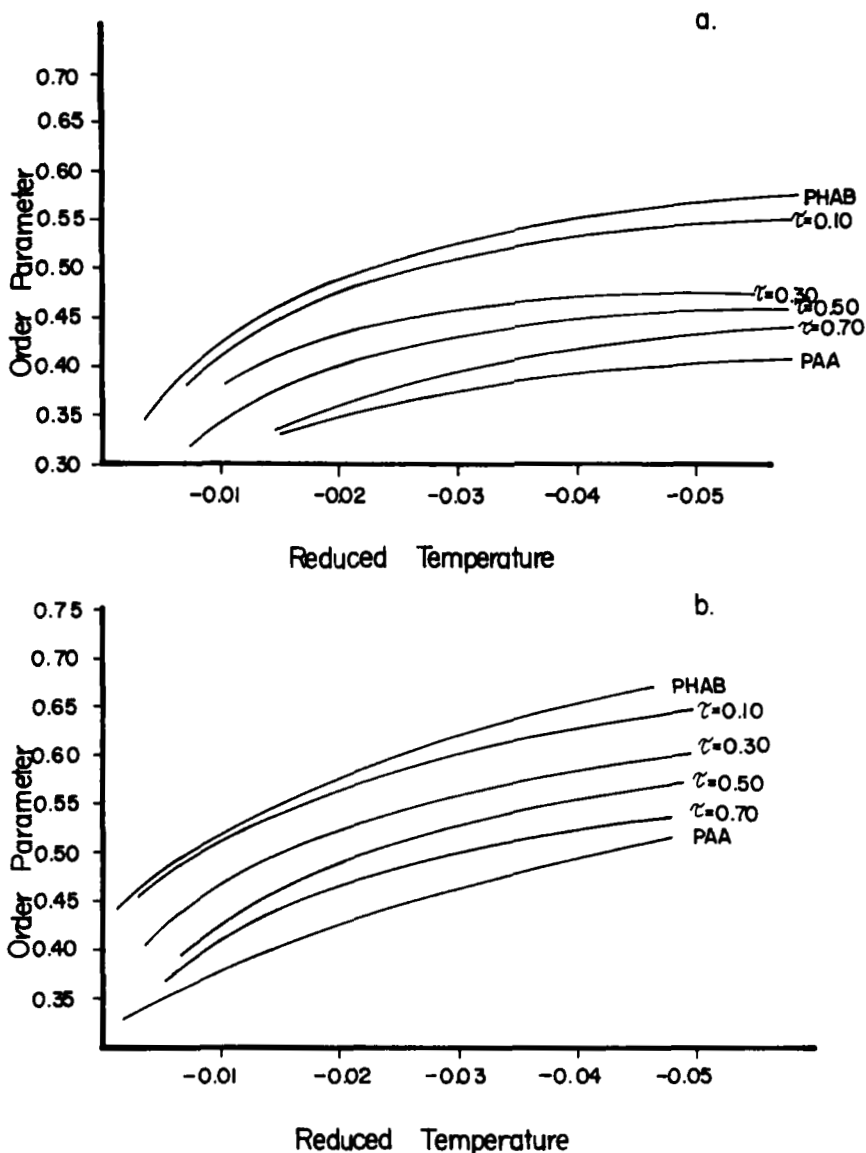 a.
0.70
0.65
0.60
0.55
0.50
0.45
0.40
0.35
0.30
Order Parameter
PHAB
τ=0.10
τ=0.30
τ=0.50
τ=0.70
PAA
-0.01 -0.02 -0.03 -0.04 -0.05
Reduced Temperature
b.
0.75
0.70
0.65
0.60
0.55
0.50
0.45
0.40
0.35
Order Parameter
PHAB
τ=0.10
τ=0.30
τ=0.50
τ=0.70
PAA
-0.01 -0.02 -0.03 -0.04 -0.05
Reduced Temperature